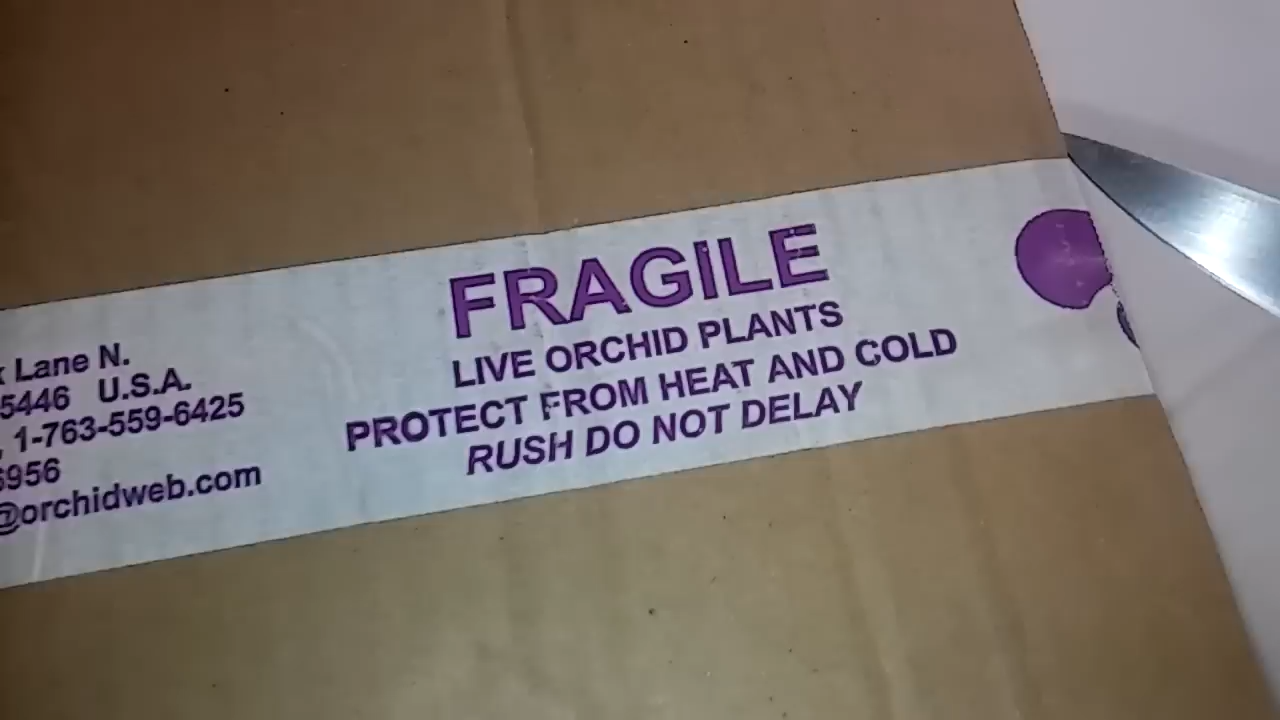 Lane N.
5446 U.S.A.
, 1-763-559-6425
6956
@orchidweb.com
FRAGILE
LIVE ORCHID PLANTS
PROTECT FROM HEAT AND COLD
RUSH DO NOT DELAY